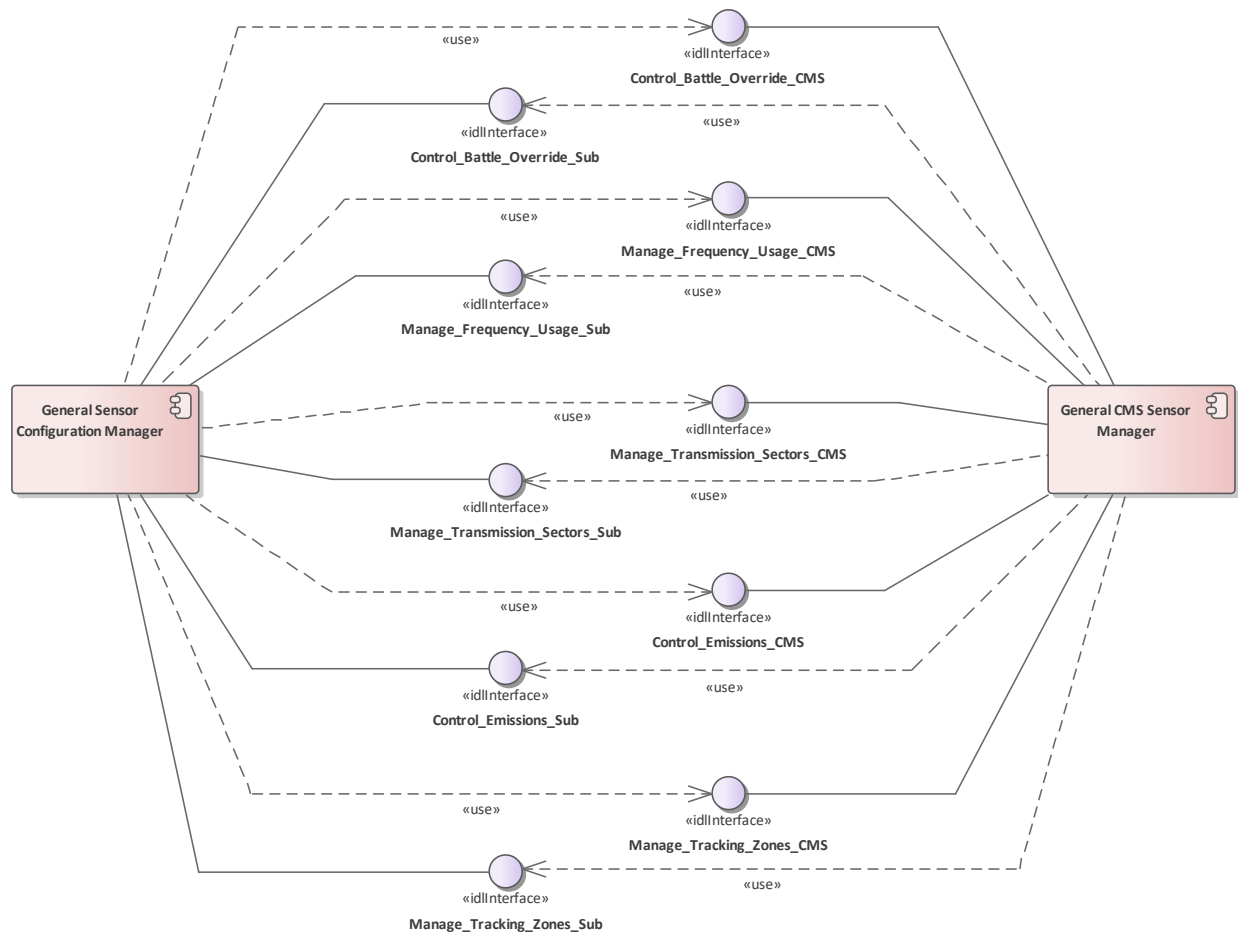 «use»
«idlInterface»
Control_Battle_Override_CMS
«use»
«idlInterface»
Control_Battle_Override_Sub
«use»
«idlInterface»
Manage_Frequency_Usage_CMS
«use»
«idlInterface»
Manage_Frequency_Usage_Sub
General Sensor
Configuration Manager
General CMS Sensor
Manager
«use»
«idlInterface»
Manage_Transmission_Sectors_CMS
«use»
«idlInterface»
Manage_Transmission_Sectors_Sub
«use»
«idlInterface»
Control_Emissions_CMS
«use»
«idlInterface»
Control_Emissions_Sub
«use»
«idlInterface»
Manage_Tracking_Zones_CMS
«use»
«idlInterface»
Manage_Tracking_Zones_Sub